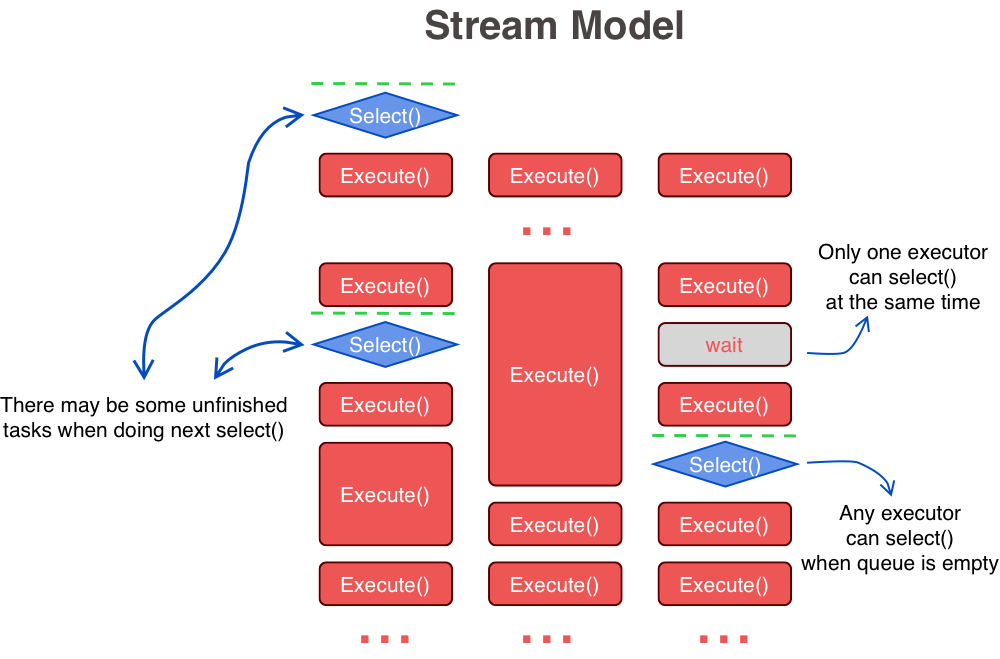 Stream Model
Select()
Execute()
Execute()
Execute()
Execute()
Execute()
Execute()
Only one executor
can select()
at the same time
Select()
wait
There may be some unfinished
tasks when doing next select()
Execute()
Execute()
Select()
Execute()
Execute()
Execute()
Any executor
can select()
when queue is empty
Execute()
Execute()
Execute()